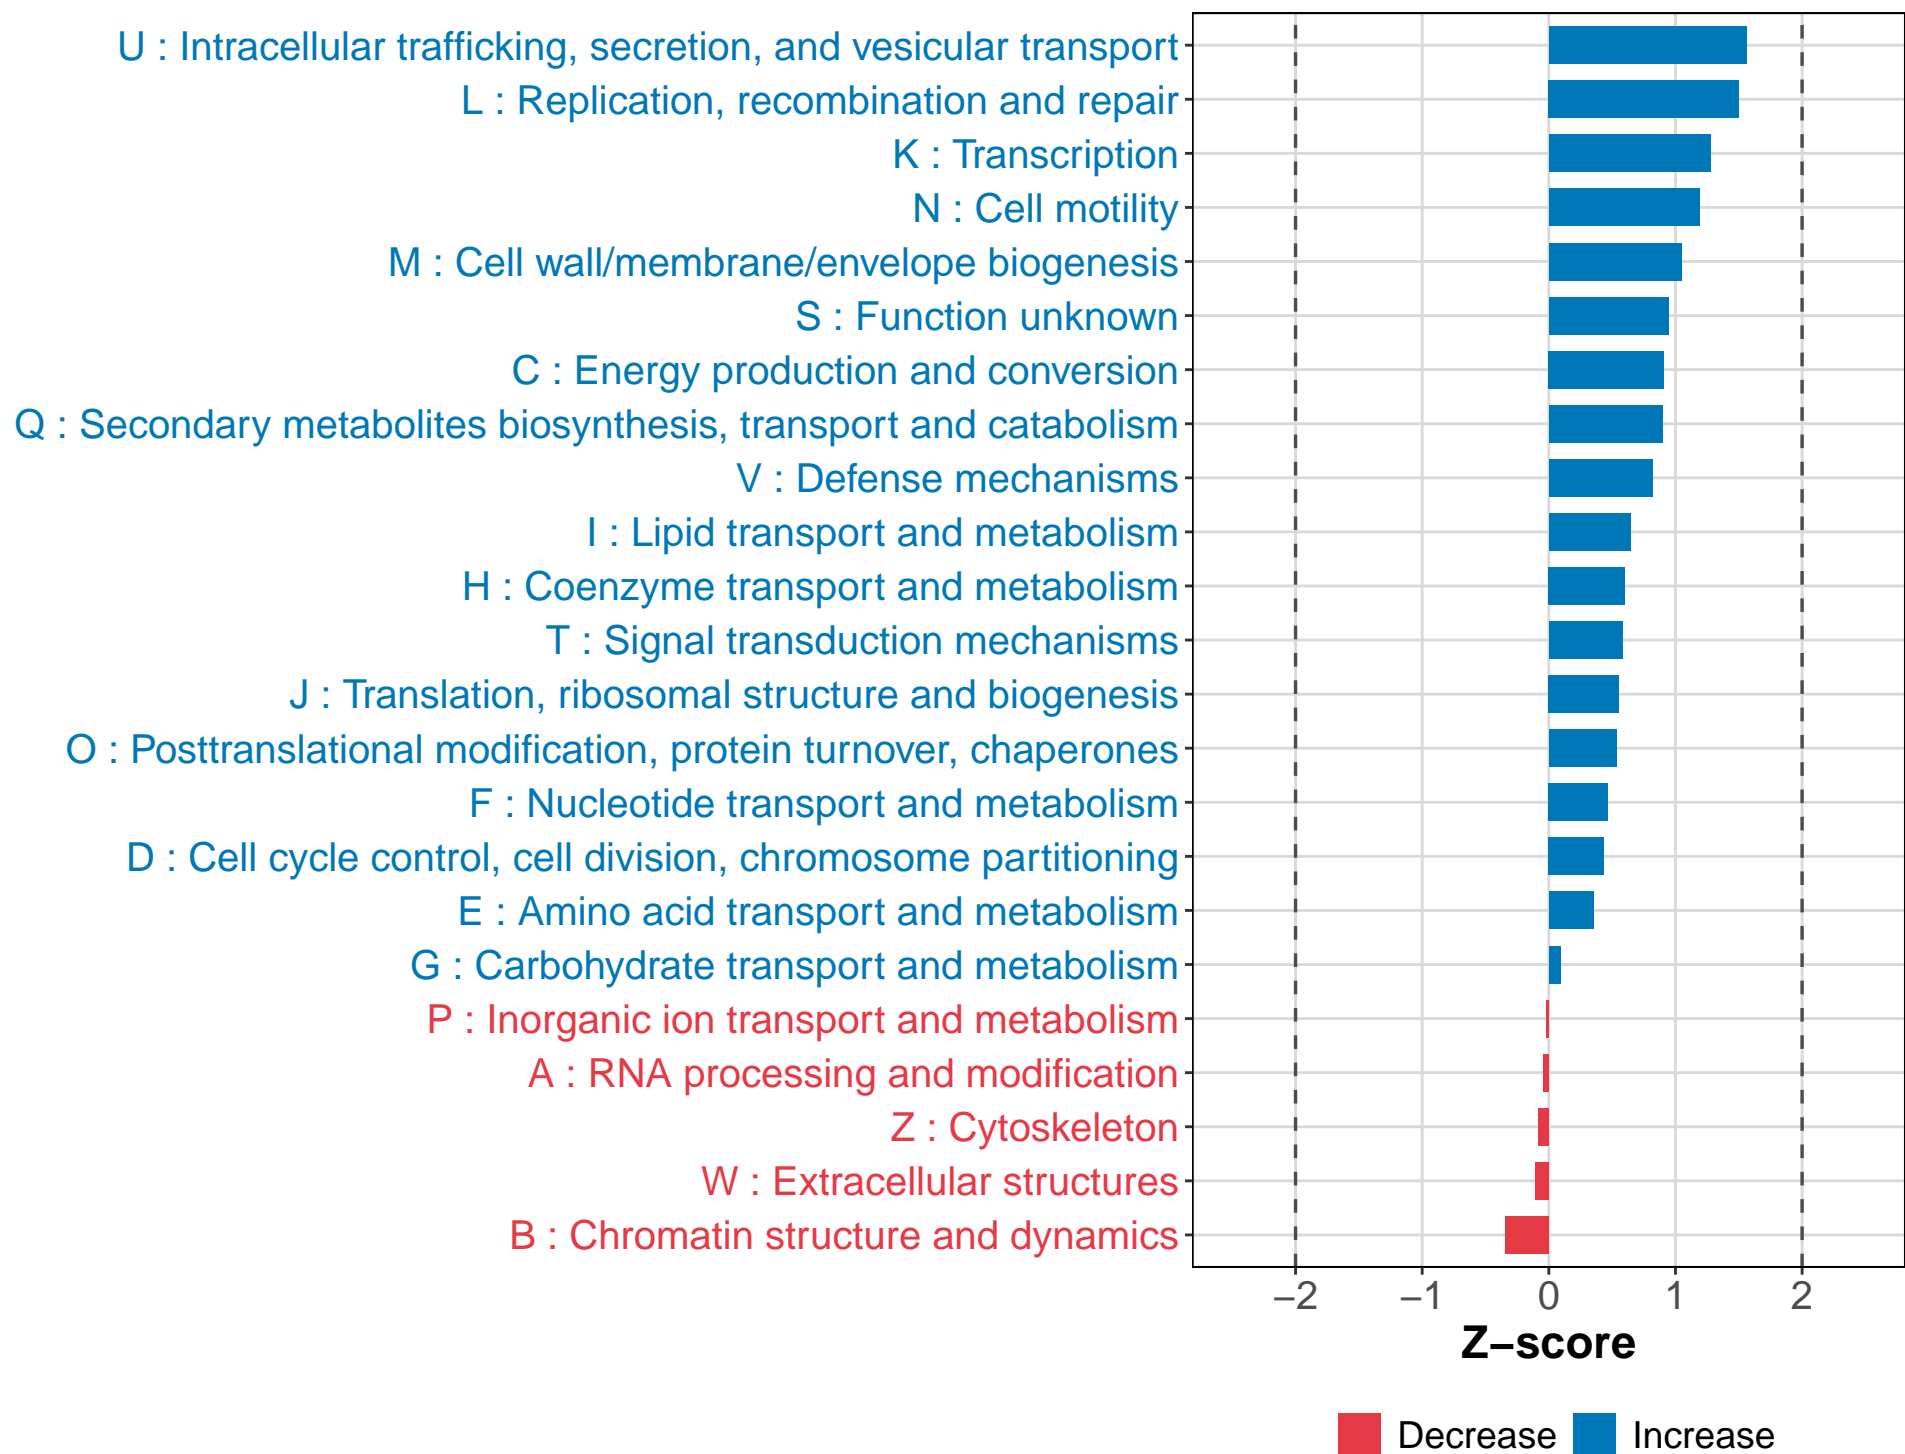 U : Intracellular trafficking, secretion, and vesicular transport
L : Replication, recombination and repair
K : Transcription
N : Cell motility
M : Cell wall/membrane/envelope biogenesis
S : Function unknown
C : Energy production and conversion
Q : Secondary metabolites biosynthesis, transport and catabolism
V : Defense mechanisms
I : Lipid transport and metabolism
H : Coenzyme transport and metabolism
T : Signal transduction mechanisms
J : Translation, ribosomal structure and biogenesis
O : Posttranslational modification, protein turnover, chaperones
F : Nucleotide transport and metabolism
D : Cell cycle control, cell division, chromosome partitioning
E : Amino acid transport and metabolism
G : Carbohydrate transport and metabolism
P : Inorganic ion transport and metabolism
A : RNA processing and modification
Z : Cytoskeleton
W : Extracellular structures
B : Chromatin structure and dynamics
−2 −1 0 1 2
Z−score
Decrease Increase